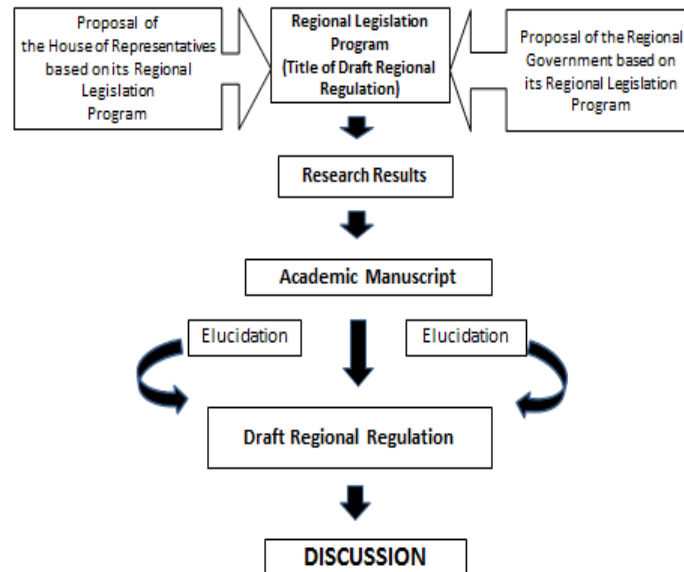 Proposal of
the House of Representatives
based on its Regional
Legislation
Program
Regional Legislation
Program
(Title of Draft Regional
Regulation)
Proposal of the Regional
Government based on
its Regional Legislation
Program
Research Results
Academic Manuscript
Elucidation
Elucidation
Draft Regional Regulation
DISCUSSION